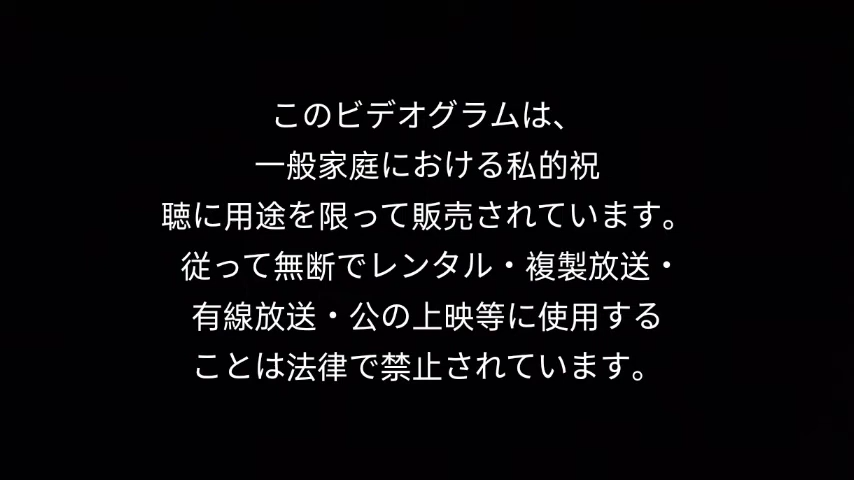 このビデオグラムは、
一般家庭における私的祝
聴に用途を限って販売されています。
従って無断でレンタル・複製放送・
有線放送・公の上映等に使用する
ことは法律で禁止されています。